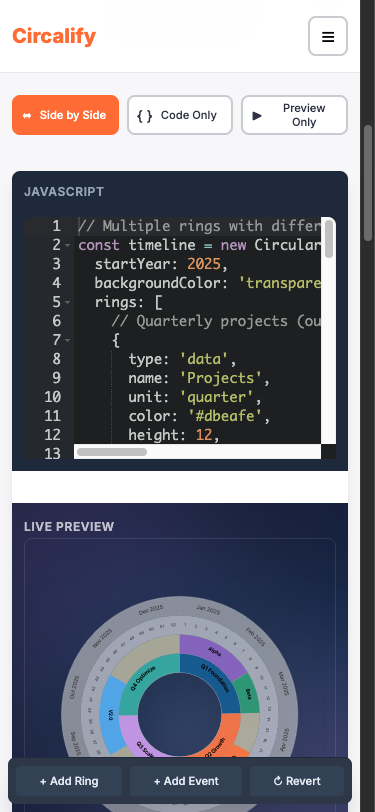 Circalify
⬌ Side by Side
{ } Code Only
▶ Preview
Only
JAVASCRIPT
1 // Multiple rings with differ
2 const timeline = new Circular
3 startYear: 2025,
4 backgroundColor: 'transpare
5 rings: [
6 // Quarterly projects (ou
7 {
8 type: 'data',
9 name: 'Projects',
10 unit: 'quarter',
11 color: '#dbeafe',
12 height: 12,
13
LIVE PREVIEW
Dec 2025
Jan 2025
Nov 2025
Feb 2025
Oct 2025
Mar 2025
Sep 2025
Apr 2025
Alpha
Q4 Optimize
Q1 Foundation
Beta
V2.0
Q3 Scale
Q2 Growth
+ Add Ring
+ Add Event
↻ Revert